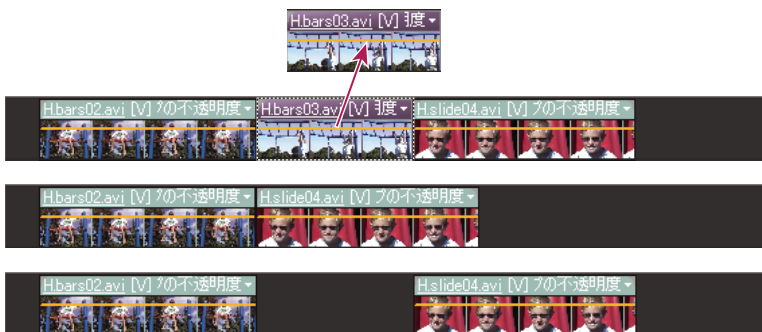 H.bars03.avi [V] 明度
H.bars02.avi [V] プの不透明度 H.bars03.avi [V] 明度 H.slide04.avi [V] プの不透明度
H.bars02.avi [V] プの不透明度 H.slide04.avi [V] プの不透明度
H.bars02.avi [V] プの不透明度 H.slide04.avi [V] プの不透明度